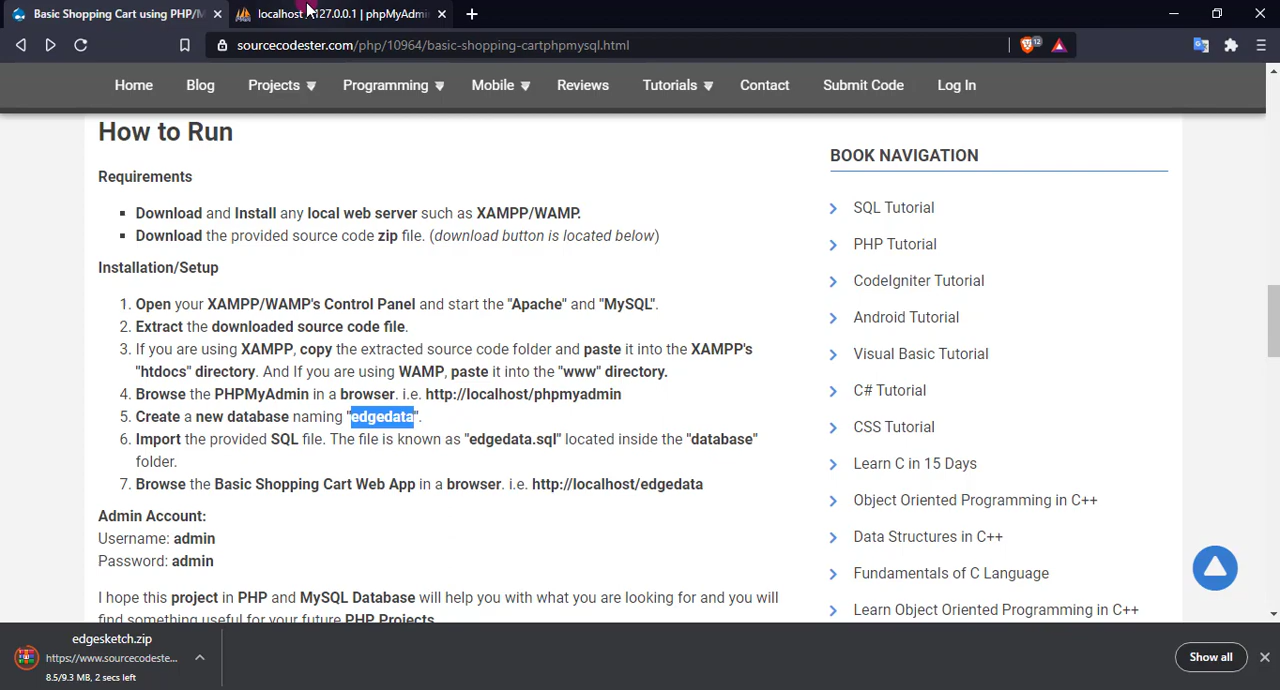 Basic Shopping Cart using PHP/M
localhost / 127.0.0.1 | phpMyAdmin
sourcecodester.com/php/10964/basic-shopping-cartphpmysql.html
12
Home Blog Projects Programming Mobile Reviews Tutorials Contact Submit Code Log In
How to Run
Requirements
Download and Install any local web server such as XAMPP/WAMP.
Download the provided source code zip file. (download button is located below)
Installation/Setup
1. Open your XAMPP/WAMP's Control Panel and start the "Apache" and "MySQL".
2. Extract the downloaded source code file.
3. If you are using XAMPP, copy the extracted source code folder and paste it into the XAMPP's
"htdocs" directory. And If you are using WAMP, paste it into the "www" directory.
4. Browse the PHPMyAdmin in a browser. i.e. http://localhost/phpmyadmin
5. Create a new database naming "edgedata".
6. Import the provided SQL file. The file is known as "edgedata.sql" located inside the "database"
folder.
7. Browse the Basic Shopping Cart Web App in a browser. i.e. http://localhost/edgedata
Admin Account:
Username: admin
Password: admin
I hope this project in PHP and MySQL Database will help you with what you are looking for and you will
find something useful for your future PHP Projects.
BOOK NAVIGATION
SQL Tutorial
PHP Tutorial
CodeIgniter Tutorial
Android Tutorial
Visual Basic Tutorial
C# Tutorial
CSS Tutorial
Learn C in 15 Days
Object Oriented Programming in C++
Data Structures in C++
Fundamentals of C Language
Learn Object Oriented Programming in C++
edgesketch.zip
https://www.sourcecodeste...
8.5/9.3 MB, 2 secs left
Show all